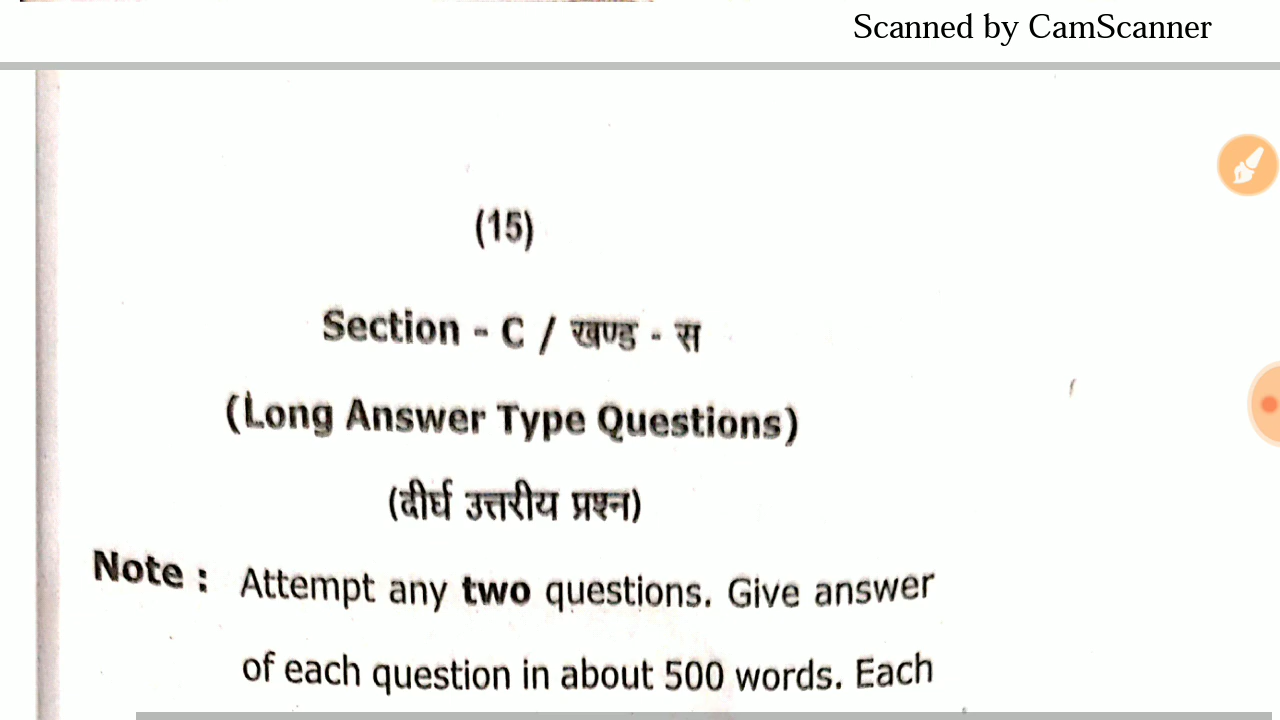 Scanned by CamScanner
(15)
Section - C / खण्ड - स
(Long Answer Type Questions)
(दीर्घ उत्तरीय प्रश्न)
Note : Attempt any two questions. Give answer
of each question in about 500 words. Each